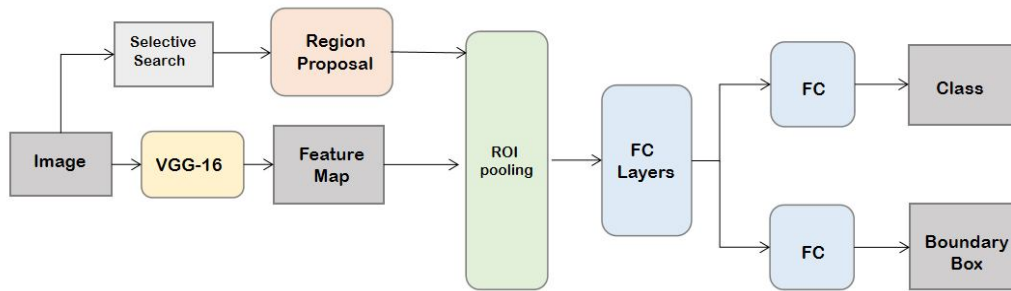 Selective
Search
Region
Proposal
Image
VGG-16
Feature
Map
ROI
pooling
FC
Layers
FC
Class
FC
Boundary
Box